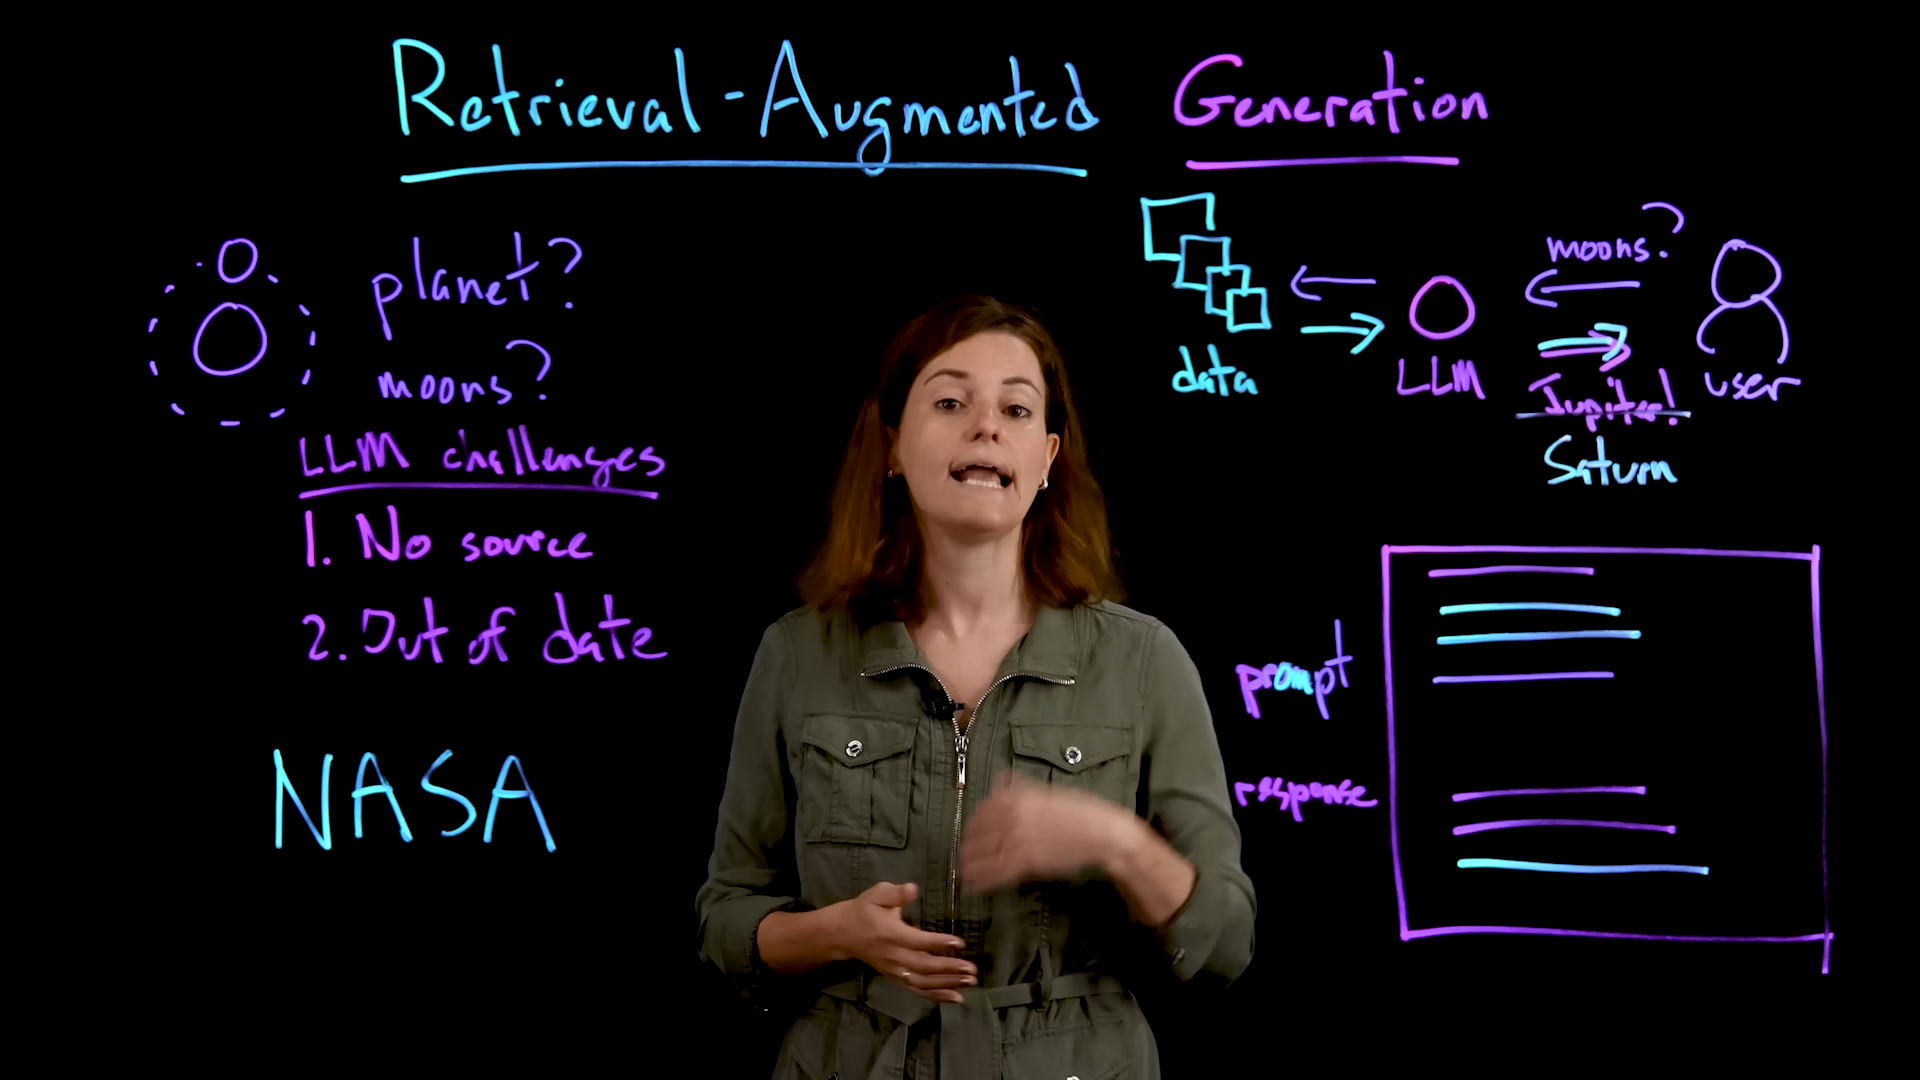 Retrieval-Augmented Generation
planet?
moons?
LLM challenges
1. No source
2. Out of date
NASA
moons?
data
LLM
Jupiter!
user
Saturn
prompt
response